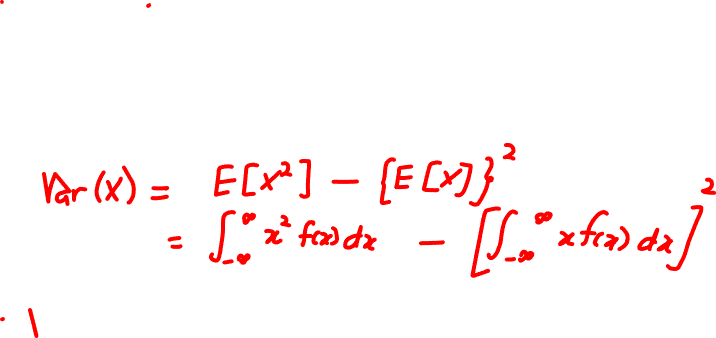 Var(X) = E[X²] − {E[X]}²
= ∫_{-∞}^{∞} x² f(x) dx − [∫_{-∞}^{∞} x f(x) dx]²